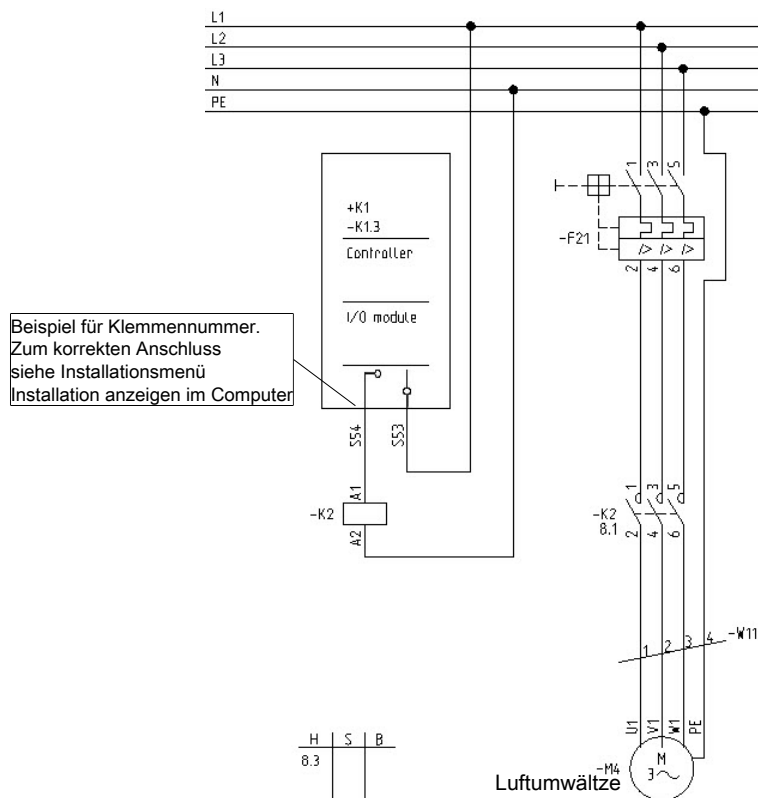 L1
L2
L3
N
PE
+K1
-K1.3
Controller
I/O module
Beispiel für Klemmennummer.
Zum korrekten Anschluss
siehe Installationsmenü
Installation anzeigen im Computer
S54
S53
A1
-K2
A2
1
3
5
-F21
2
4
6
1
3
5
-K2
8.1
2
4
6
1
2
3
4
-W11
U1
V1
W1
PE
H
S
B
8.3
-M4
M
3~
Luftumwältze